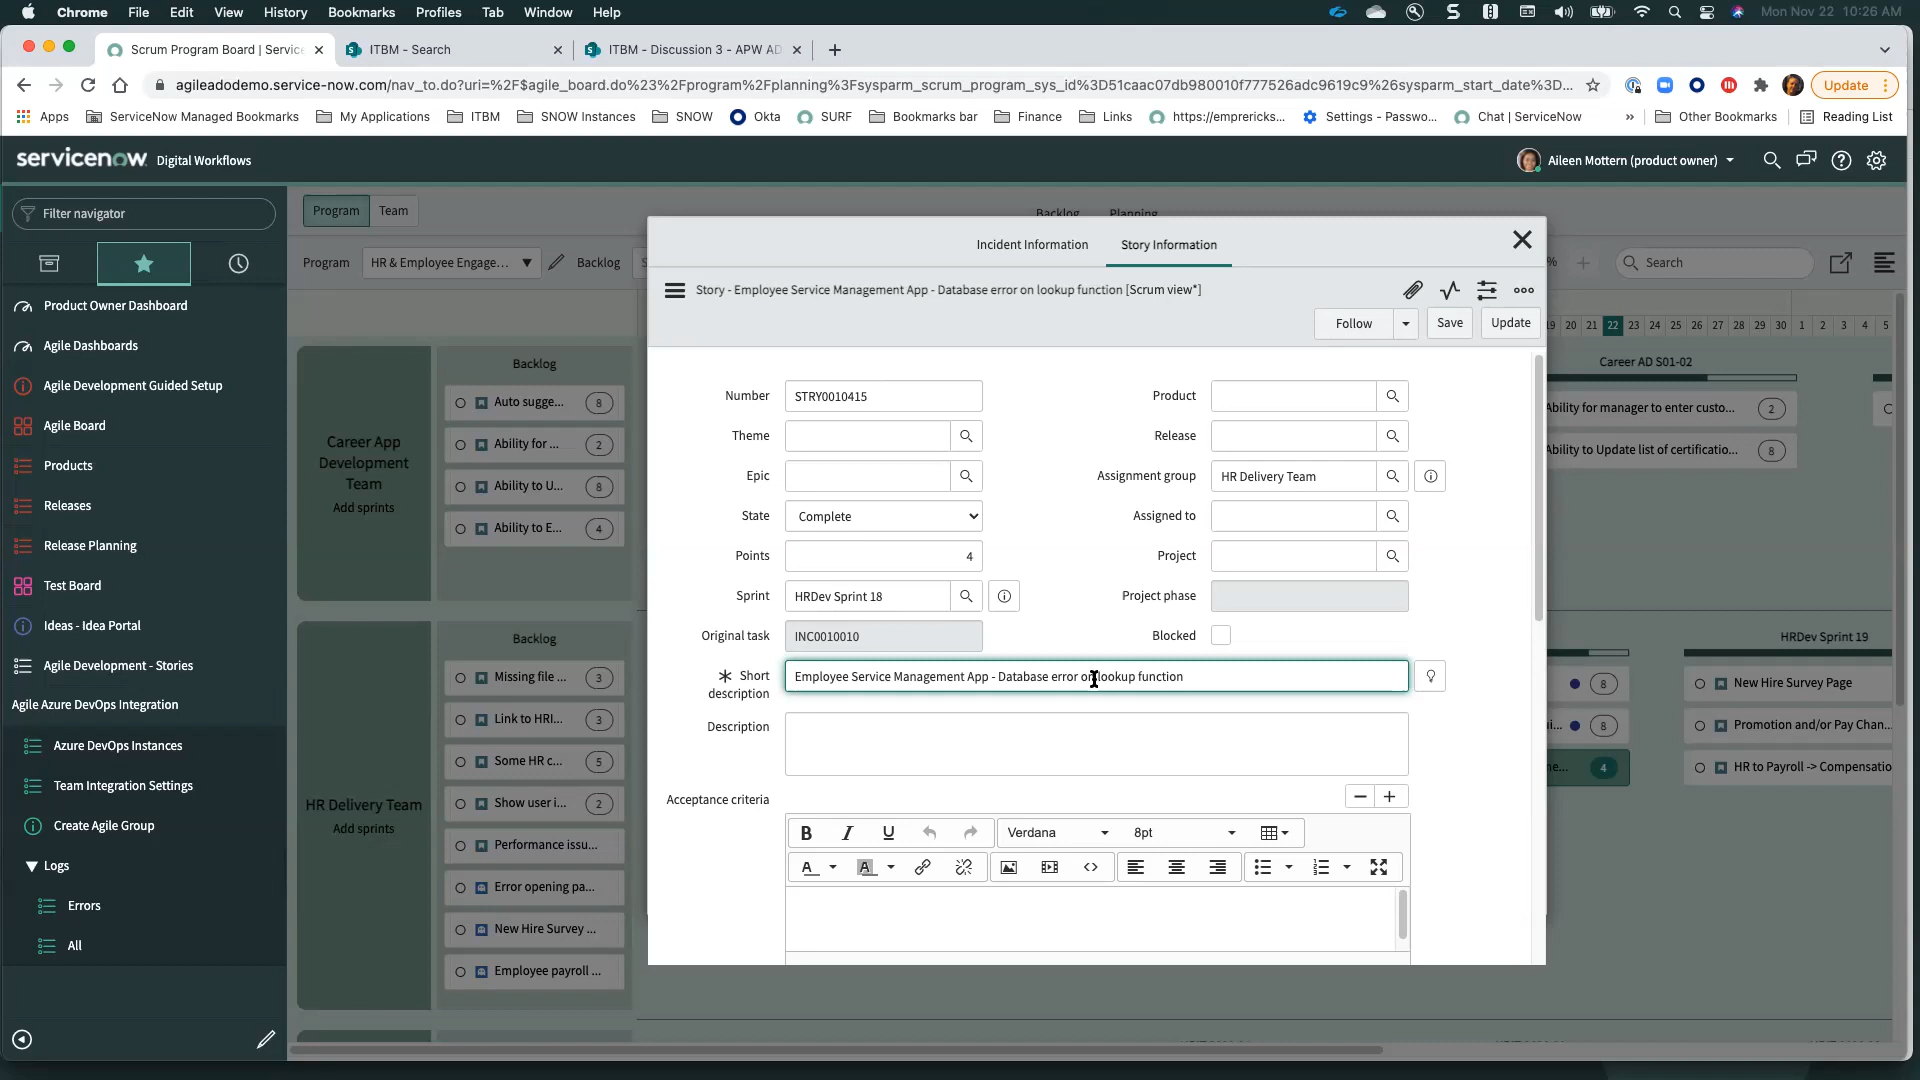 Chrome File Edit View History Bookmarks Profiles Tab Window Help Mon Nov 22 10:26 AM
Scrum Program Board | Service ITBM - Search ITBM - Discussion 3 - APW AD
agileadodemo.service-now.com/nav_to.do?uri=%2F$agile_board.do%23%2Fprogram%2Fplanning%3Fsysparm_scrum_program_sys_id%3D51caac07db980010f777526adc9619c9%26sysparm_start_date%3D... Update
Apps ServiceNow Managed Bookmarks My Applications ITBM SNOW Instances SNOW Okta SURF Bookmarks bar Finance Links https://emprericks... Settings - Passwo... Chat | ServiceNow » Other Bookmarks Reading List
servicenow Digital Workflows Aileen Mottern (product owner)
Filter navigator
Product Owner Dashboard
Agile Dashboards
Agile Development Guided Setup
Agile Board
Products
Releases
Release Planning
Test Board
Ideas - Idea Portal
Agile Development - Stories
Agile Azure DevOps Integration
Azure DevOps Instances
Team Integration Settings
Create Agile Group
Logs
Errors
All
Program Team Backlog Planning
Program HR & Employee Engage... Backlog % Search
Career App Development Team
Add sprints
Backlog
Auto sugge... 8
Ability for ... 2
Ability to U... 8
Ability to E... 4
HR Delivery Team
Add sprints
Backlog
Missing file ... 3
Link to HRI... 3
Some HR c... 5
Show user i... 2
Performance issu...
Error opening pa...
New Hire Survey ...
Employee payroll ...
Incident Information Story Information
Story - Employee Service Management App - Database error on lookup function [Scrum view*]
Follow Save Update
Number STRY0010415
Theme
Epic
State Complete
Points 4
Sprint HRDev Sprint 18
Original task INC0010010
Product
Release
Assignment group HR Delivery Team
Assigned to
Project
Project phase
Blocked
Short description Employee Service Management App - Database error on lookup function
Description
Acceptance criteria
B I U Verdana 8pt
A A
20 21 22 23 24 25 26 27 28 29 30 1 2 3 4 5
Career AD S01-02
Ability for manager to enter custo... 2
Ability to Update list of certificatio... 8
HRDev Sprint 19
8
8
4
New Hire Survey Page
Promotion and/or Pay Chan...
HR to Payroll -> Compensatio